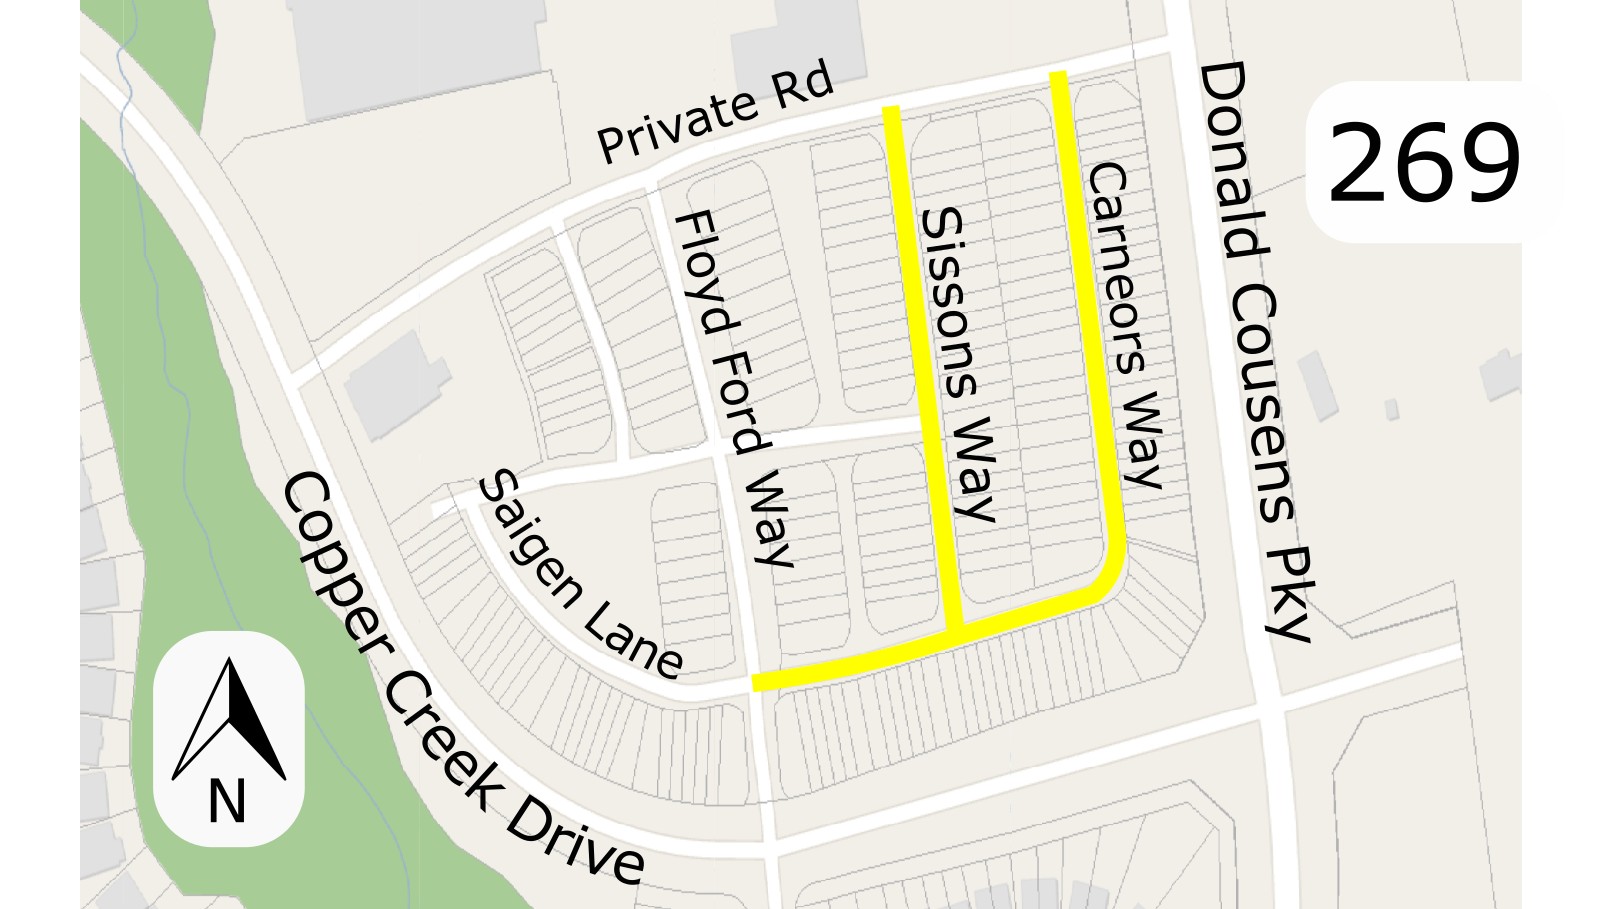 Private Rd
269
Donald Cousens Pky
Carneors Way
Sissons Way
Floyd Ford Way
Saigen Lane
Copper Creek Drive
N